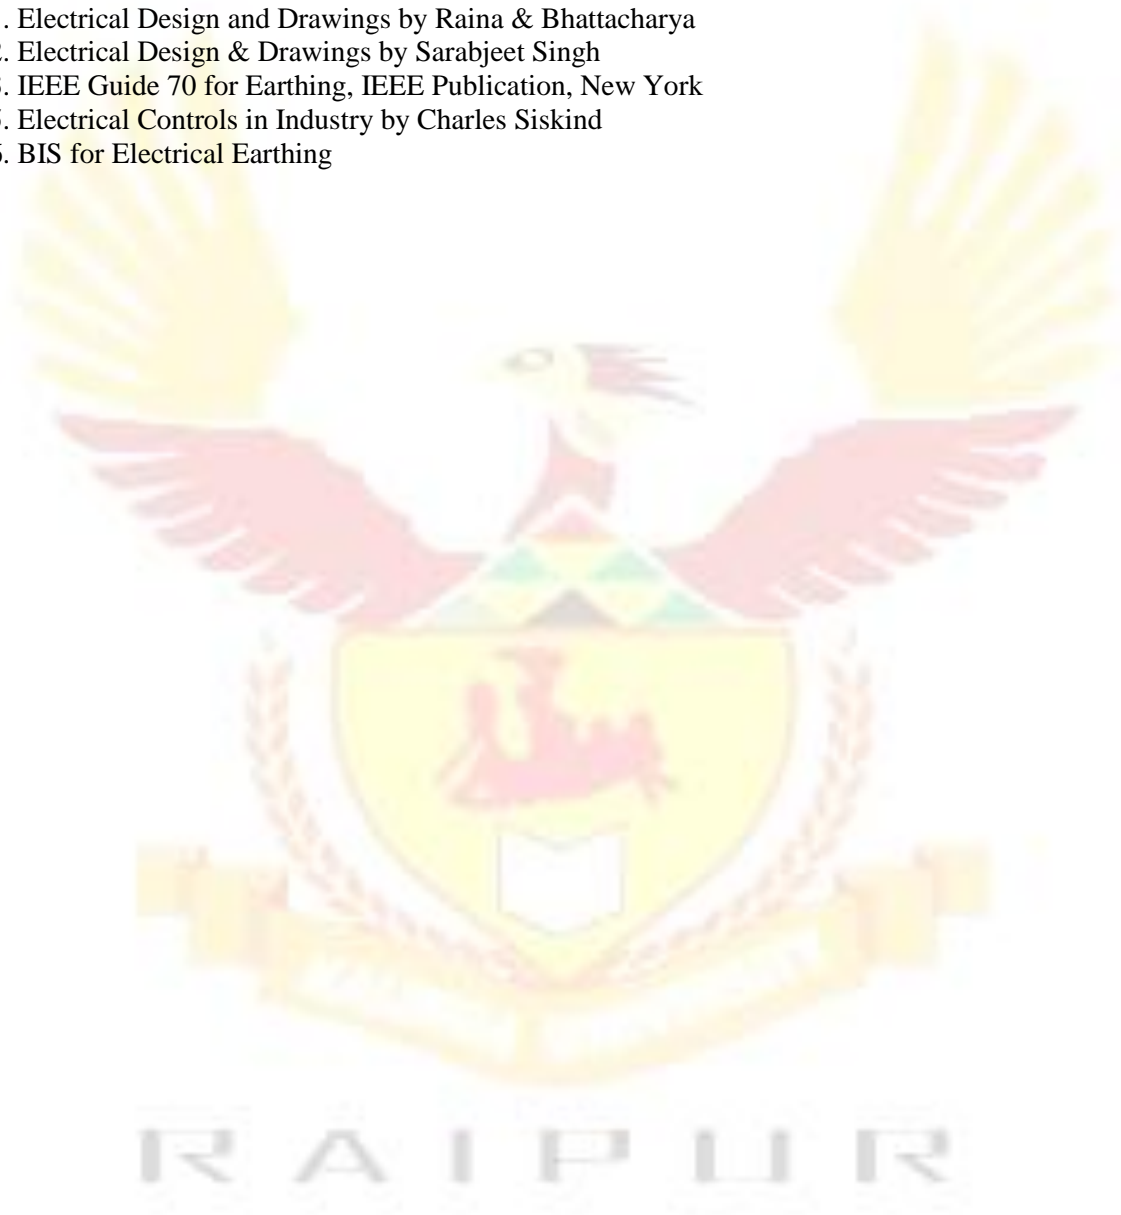 . Electrical Design and Drawings by Raina & Bhattacharya
. Electrical Design & Drawings by Sarabjeet Singh
. IEEE Guide 70 for Earthing, IEEE Publication, New York
. Electrical Controls in Industry by Charles Siskind
. BIS for Electrical Earthing
RAIPUR